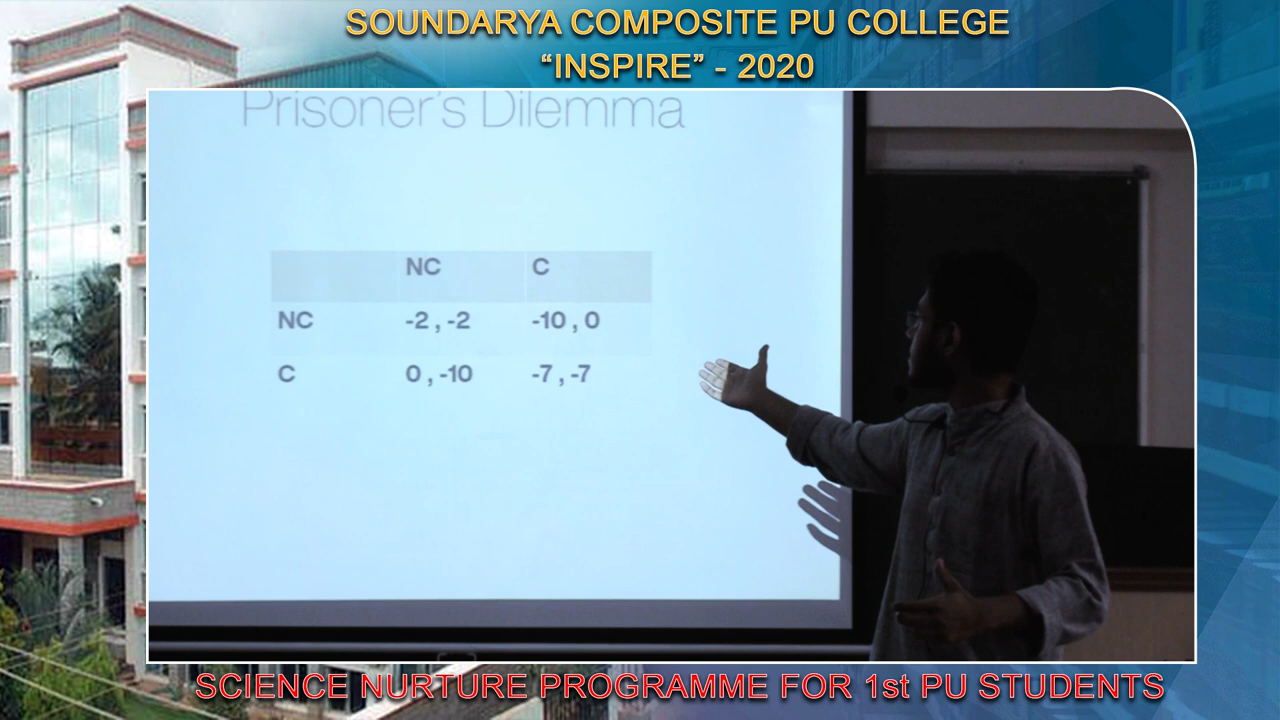 SOUNDARYA COMPOSITE PU COLLEGE
“INSPIRE” - 2020
Prisoner's Dilemma
NC C
NC -2 , -2 -10 , 0
C 0 , -10 -7 , -7
SCIENCE NURTURE PROGRAMME FOR 1st PU STUDENTS